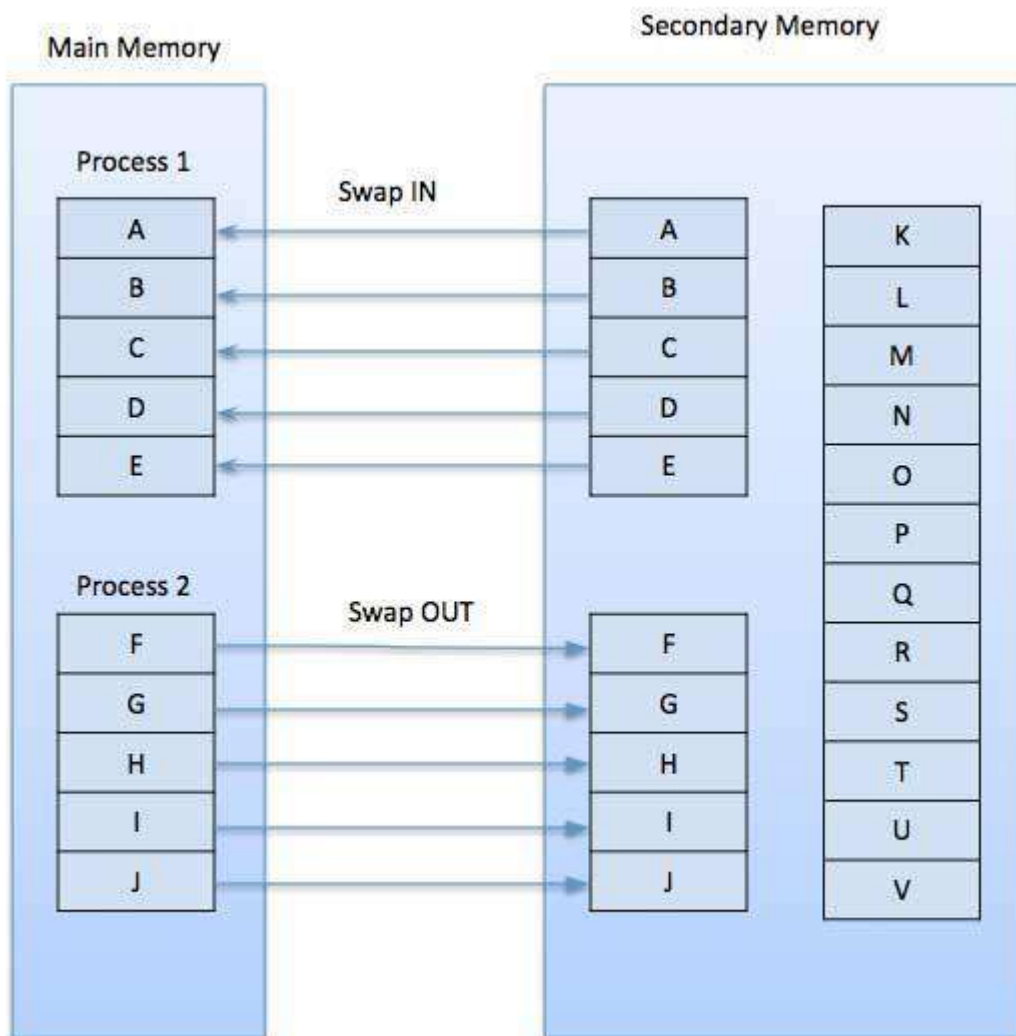 Main Memory
Secondary Memory
Process 1
Swap IN
A
B
C
D
E
Process 2
Swap OUT
F
G
H
I
J
A
B
C
D
E
F
G
H
I
J
K
L
M
N
O
P
Q
R
S
T
U
V